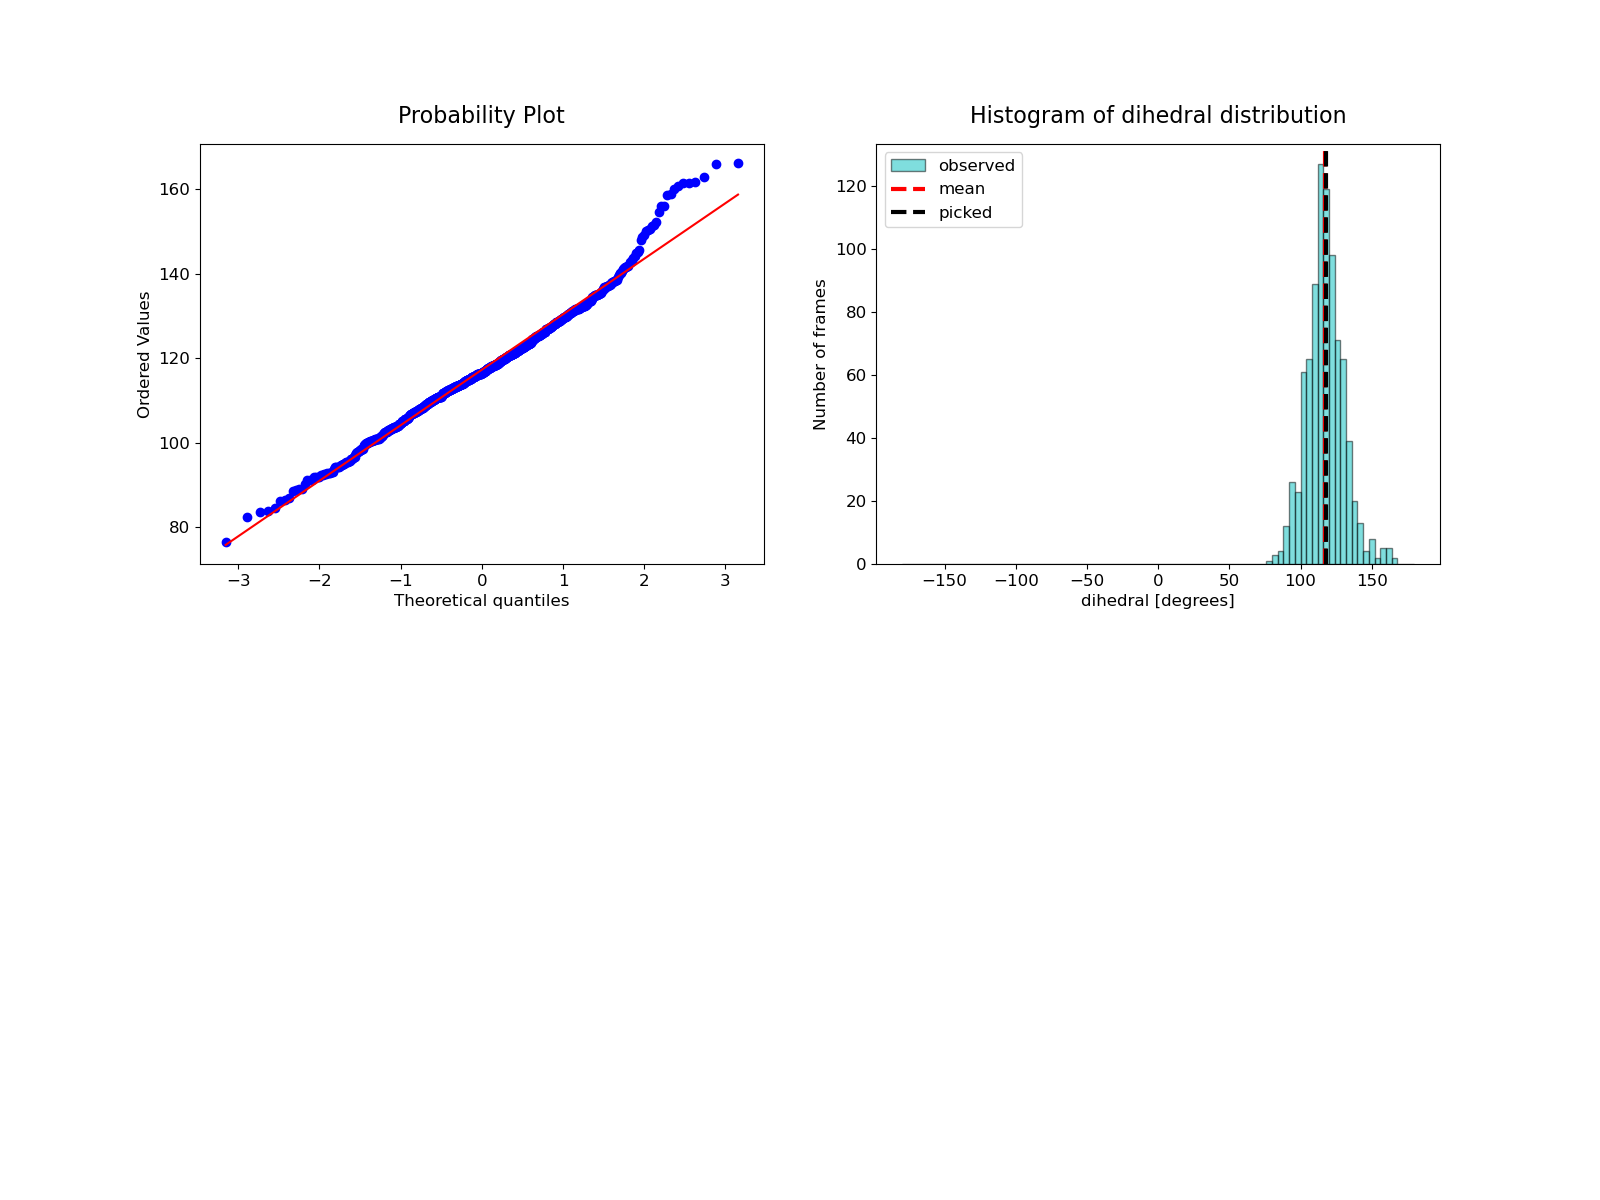 Probability Plot
Ordered Values
160
140
120
100
80
−3 −2 −1 0 1 2 3
Theoretical quantiles
Histogram of dihedral distribution
observed
mean
picked
Number of frames
120
100
80
60
40
20
0
−150 −100 −50 0 50 100 150
dihedral [degrees]